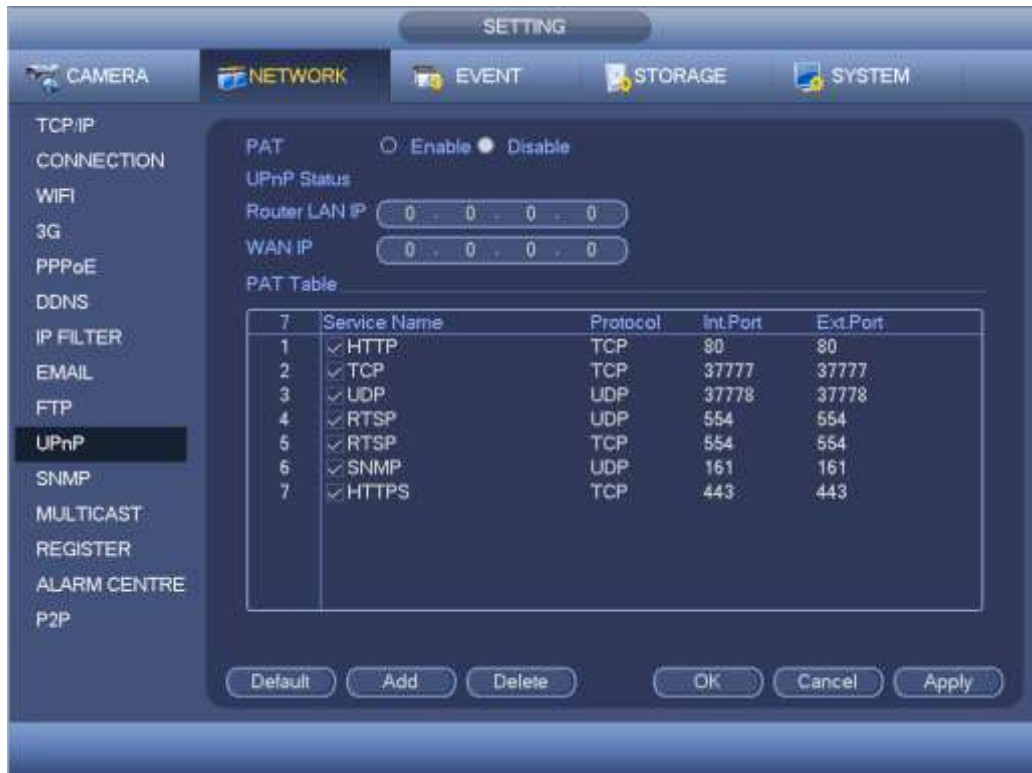 SETTING
CAMERA NETWORK EVENT STORAGE SYSTEM
TCP/IP
CONNECTION
WIFI
3G
PPPoE
DDNS
IP FILTER
EMAIL
FTP
UPnP
SNMP
MULTICAST
REGISTER
ALARM CENTRE
P2P
PAT Enable Disable
UPnP Status
Router LAN IP 0 . 0 . 0 . 0
WAN IP 0 . 0 . 0 . 0
PAT Table
7 Service Name Protocol Int.Port Ext.Port
1 HTTP TCP 80 80
2 TCP TCP 37777 37777
3 UDP UDP 37778 37778
4 RTSP UDP 554 554
5 RTSP TCP 554 554
6 SNMP UDP 161 161
7 HTTPS TCP 443 443
Default Add Delete OK Cancel Apply